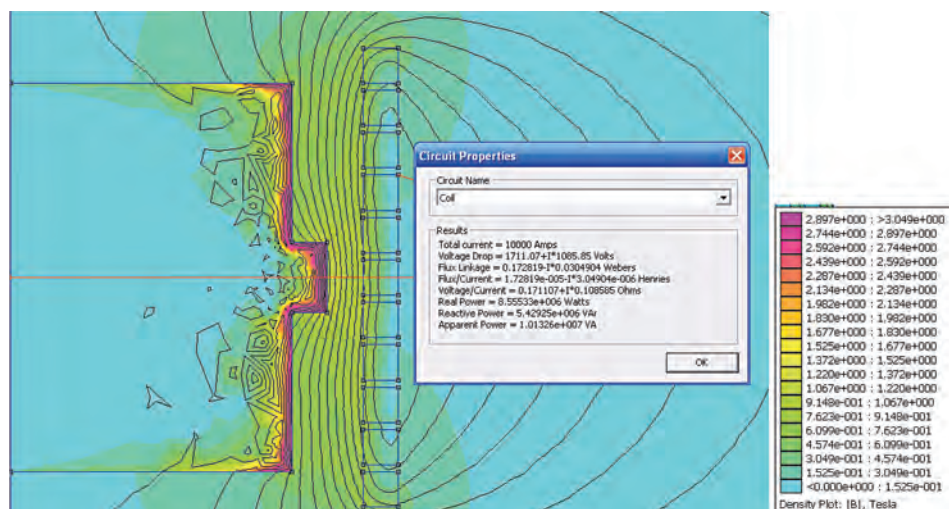 Circuit Properties
Circuit Name
Coil
Results
Total current = 10000 Amps
Voltage Drop = 1711.07+I*1085.85 Volts
Flux Linkage = 0.172819-I*0.0304904 Webers
Flux/Current = 1.72819e-005-I*3.04904e-006 Henries
Voltage/Current = 0.171107+I*0.108585 Ohms
Real Power = 8.55533e+006 Watts
Reactive Power = 5.42925e+006 VAr
Apparent Power = 1.01326e+007 VA
OK
2.897e+000 : >3.049e+000
2.744e+000 : 2.897e+000
2.592e+000 : 2.744e+000
2.439e+000 : 2.592e+000
2.287e+000 : 2.439e+000
2.134e+000 : 2.287e+000
1.982e+000 : 2.134e+000
1.830e+000 : 1.982e+000
1.677e+000 : 1.830e+000
1.525e+000 : 1.677e+000
1.372e+000 : 1.525e+000
1.220e+000 : 1.372e+000
1.067e+000 : 1.220e+000
9.148e-001 : 1.067e+000
7.623e-001 : 9.148e-001
6.099e-001 : 7.623e-001
4.574e-001 : 6.099e-001
3.049e-001 : 4.574e-001
1.525e-001 : 3.049e-001
<0.000e+000 : 1.525e-001
Density Plot: |B|, Tesla